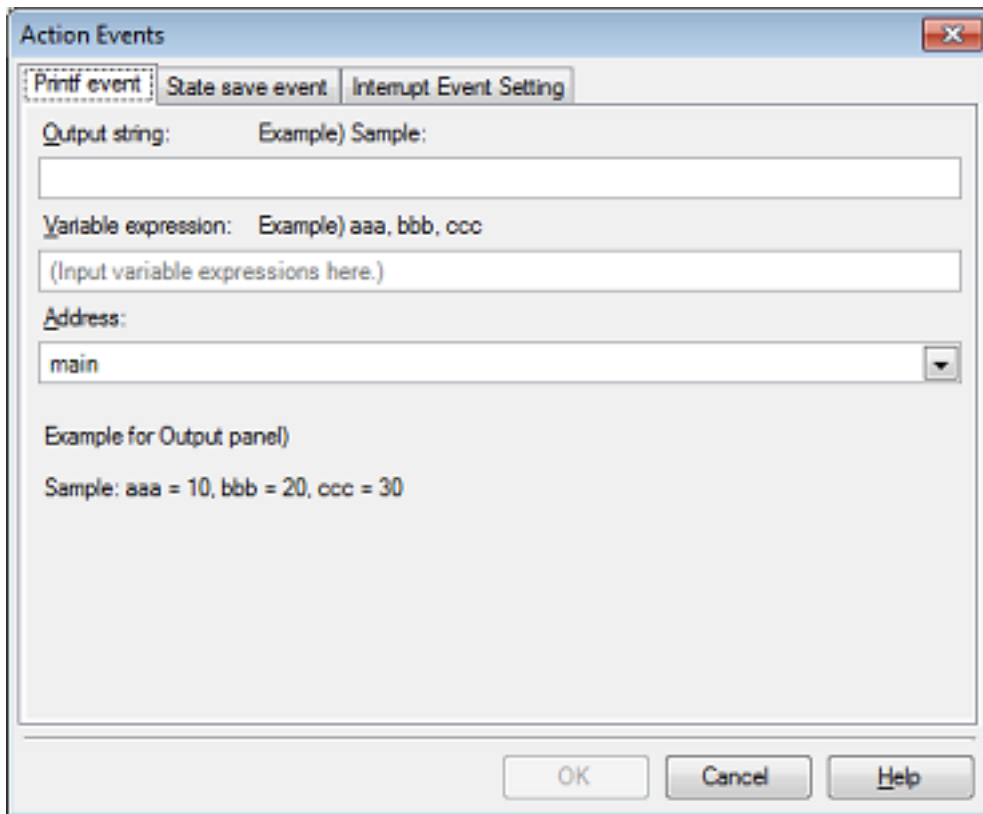 Action Events
Printf event State save event Interrupt Event Setting
Output string: Example) Sample:
Variable expression: Example) aaa, bbb, ccc
(Input variable expressions here.)
Address:
main
Example for Output panel)
Sample: aaa = 10, bbb = 20, ccc = 30
OK Cancel Help